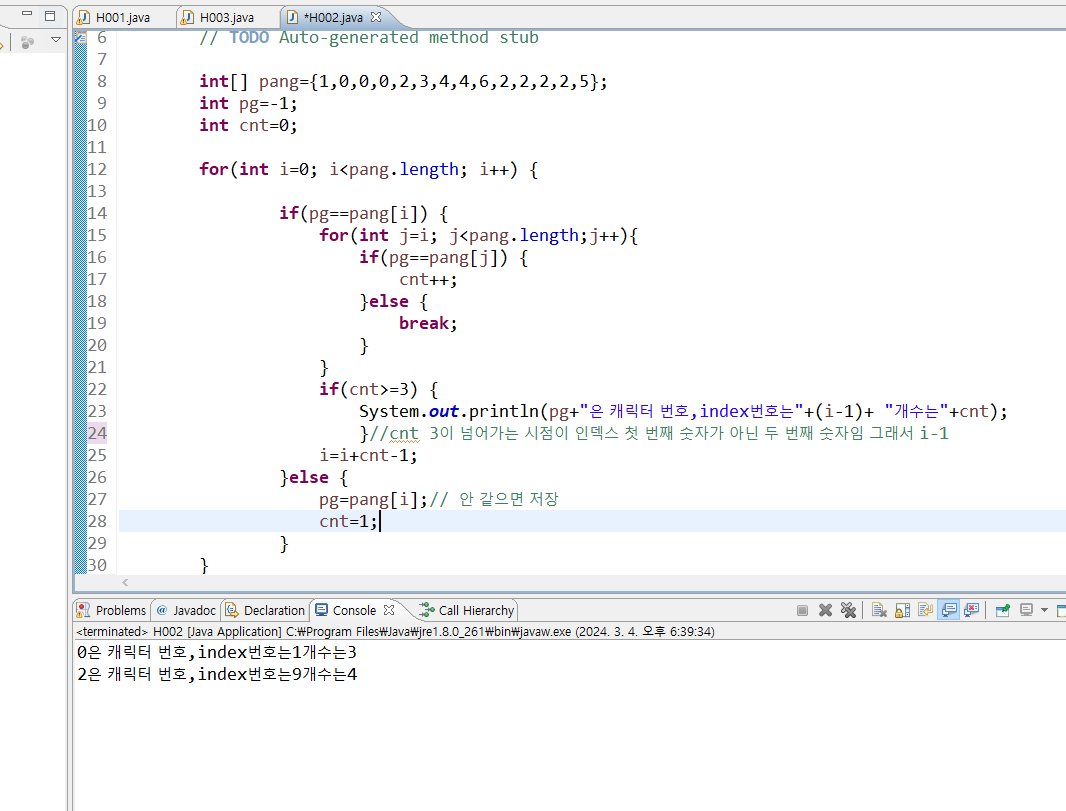 H001.java H003.java *H002.java
6 // TODO Auto-generated method stub
7
8 int[] pang={1,0,0,0,2,3,4,4,6,2,2,2,2,5};
9 int pg=-1;
10 int cnt=0;
11
12 for(int i=0; i<pang.length; i++) {
13
14 if(pg==pang[i]) {
15 for(int j=i; j<pang.length;j++){
16 if(pg==pang[j]) {
17 cnt++;
18 }else {
19 break;
20 }
21 }
22 if(cnt>=3) {
23 System.out.println(pg+"은 캐릭터 번호,index번호는"+(i-1)+ "개수는"+cnt);
24 }//cnt 3이 넘어가는 시점이 인덱스 첫 번째 숫자가 아닌 두 번째 숫자임 그래서 i-1
25 i=i+cnt-1;
26 }else {
27 pg=pang[i];// 안 같으면 저장
28 cnt=1;
29 }
30 }
Problems @ Javadoc Declaration Console Call Hierarchy
<terminated> H002 [Java Application] C:₩Program Files₩Java₩jre1.8.0_261₩bin₩javaw.exe (2024. 3. 4. 오후 6:39:34)
0은 캐릭터 번호,index번호는1개수는3
2은 캐릭터 번호,index번호는9개수는4